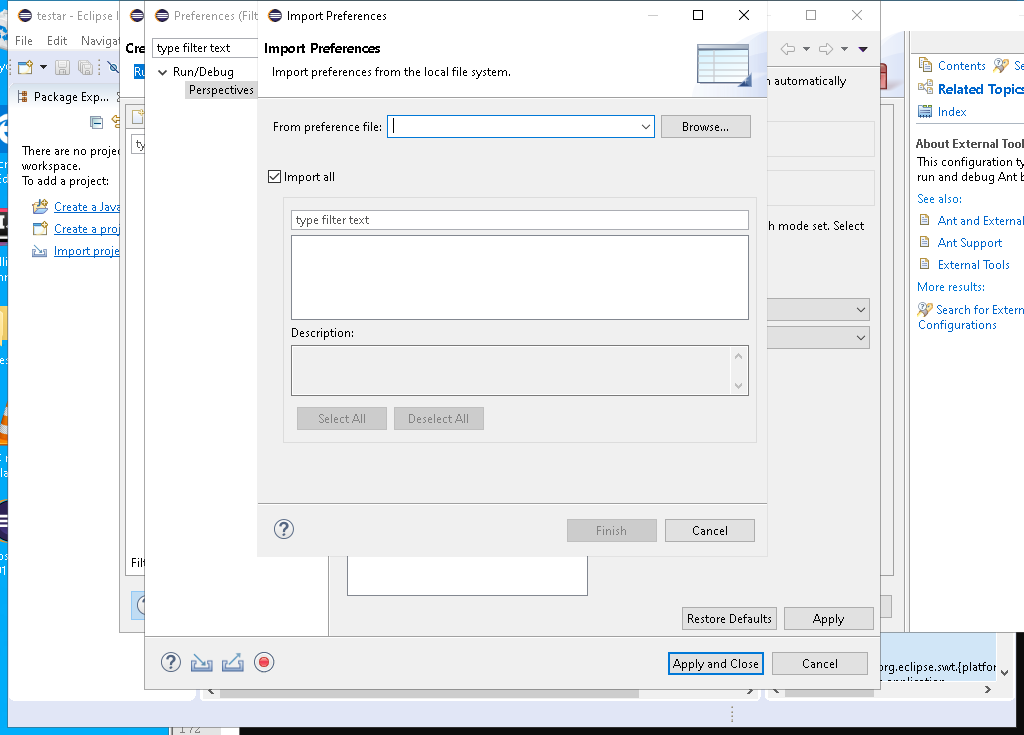 testar - Eclipse
Preferences (Filt
Import Preferences
File Edit Navigat
type filter text
Import Preferences
Import preferences from the local file system.
Run/Debug
Perspectives
automatically
Contents
Related Topics
Index
Package Exp...
From preference file:
Browse...
About External Tool
This configuration ty
run and debug Ant b
There are no projec
workspace.
To add a project:
Import all
Create a Java
Create a proj
Import proje
type filter text
h mode set. Select
See also:
Ant and External
Ant Support
External Tools
More results:
Search for Extern
Configurations
Description:
Select All
Deselect All
Finish
Cancel
Filt
Restore Defaults
Apply
Apply and Close
Cancel
org.eclipse.swt.{platfor
application
172